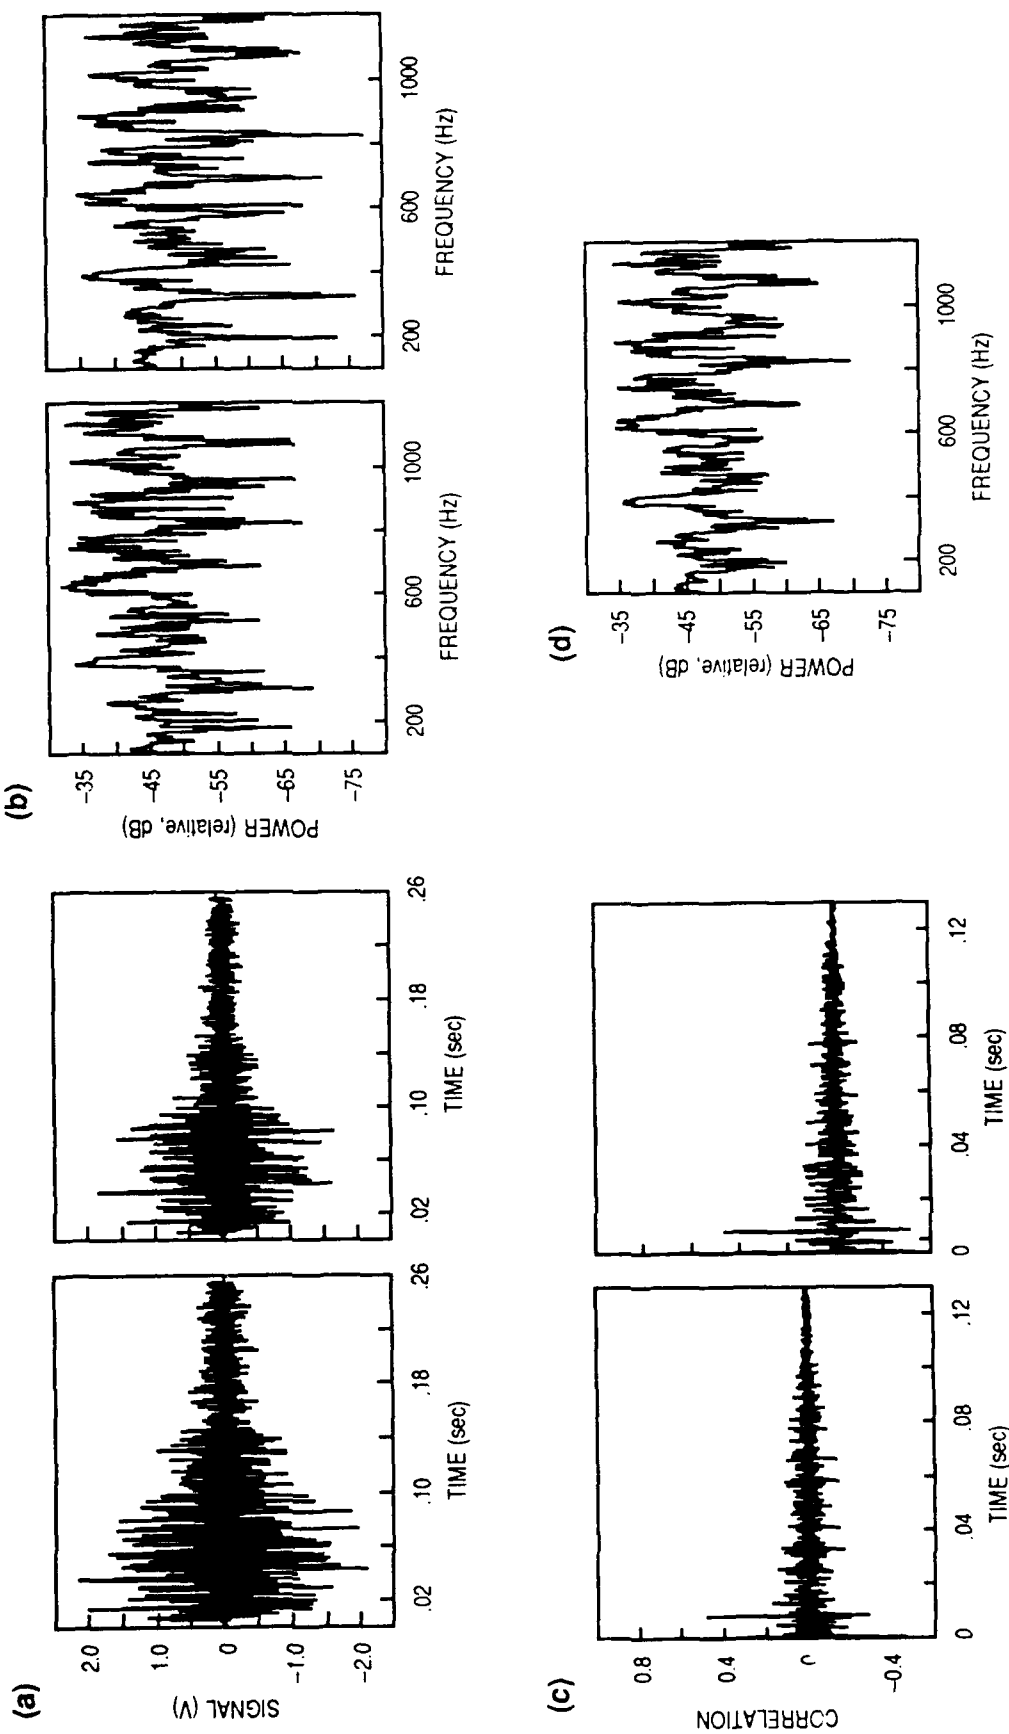 (a)
SIGNAL (V)
2.0
1.0
0
-1.0
-2.0
.02
.10
.18
.26
TIME (sec)
.02
.10
.18
.26
TIME (sec)
(b)
POWER (relative, dB)
-35
-45
-55
-65
-75
200
600
1000
FREQUENCY (Hz)
200
600
1000
FREQUENCY (Hz)
(c)
CORRELATION
0.8
0.4
-0.4
0
.04
.08
.12
TIME (sec)
0
.04
.08
.12
TIME (sec)
(d)
POWER (relative, dB)
-35
-45
-55
-65
-75
200
600
1000
FREQUENCY (Hz)